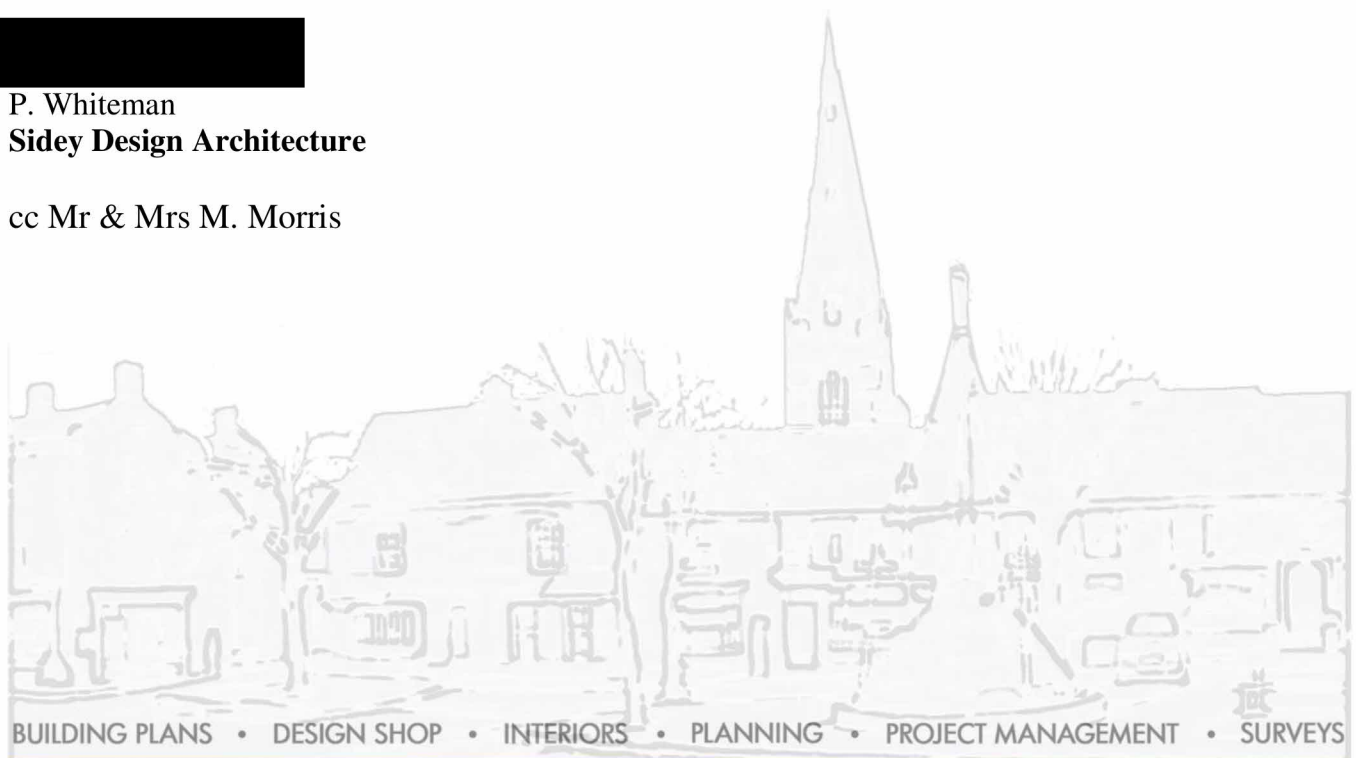 P. Whiteman
Sidey Design Architecture
cc Mr & Mrs M. Morris
BUILDING PLANS • DESIGN SHOP • INTERIORS • PLANNING • PROJECT MANAGEMENT • SURVEYS